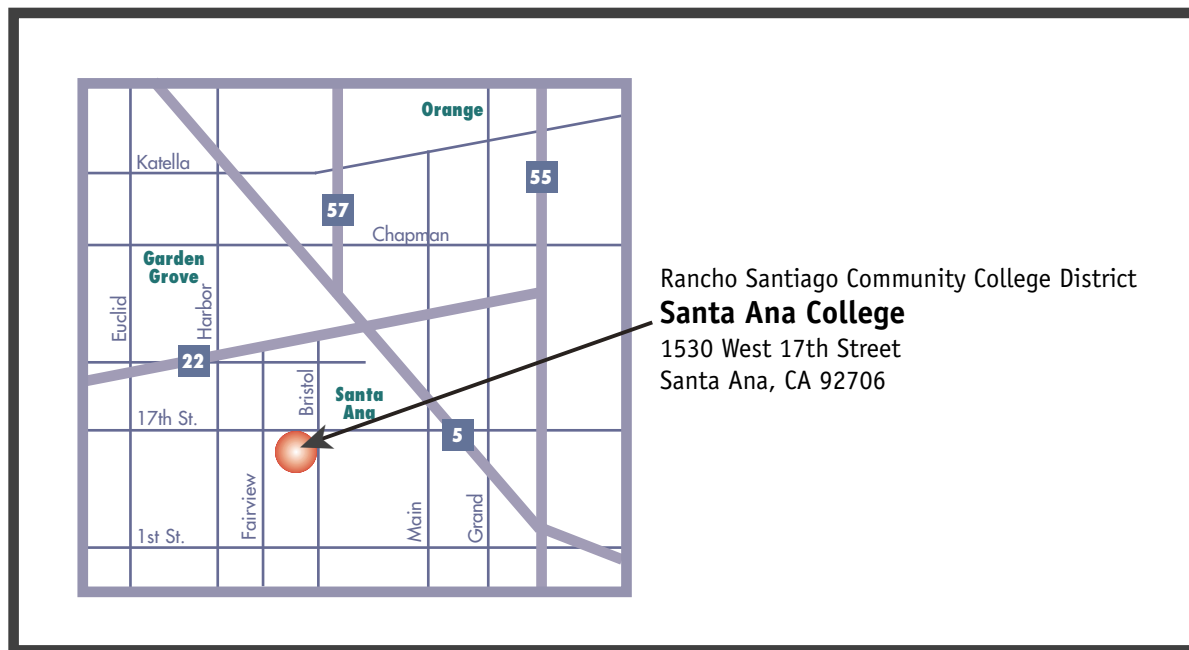 Orange
Katella
55
57
Chapman
Garden
Grove
Euclid
Harbor
22
Bristol
Santa
Ana
17th St.
5
Fairview
Main
Grand
1st St.
Rancho Santiago Community College District
Santa Ana College
1530 West 17th Street
Santa Ana, CA 92706